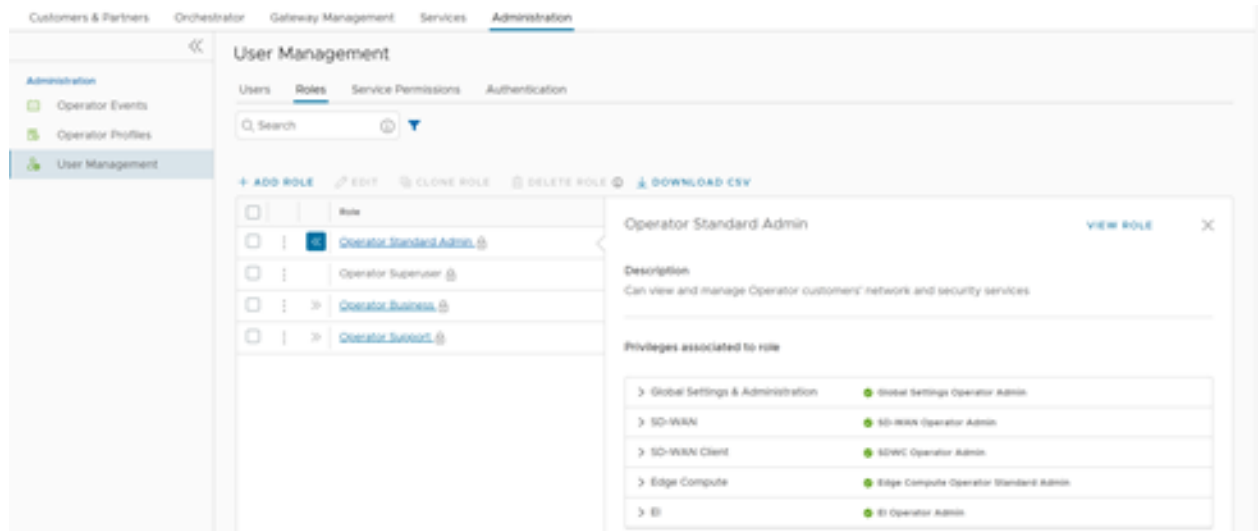 Customers & Partners Orchestrator Gateway Management Services Administration
User Management
Administration
Users Roles Service Permissions Authentication
Operator Events
Search
Operator Profiles
User Management
+ ADD ROLE EDIT CLONE ROLE DELETE ROLE DOWNLOAD CSV
Role
Operator Standard Admin
Operator Superuser
Operator Business
Operator Support
Operator Standard Admin VIEW ROLE
Description
Can view and manage Operator customers' network and security services
Privileges associated to role
Global Settings & Administration Global Settings Operator Admin
SD-WAN SD-WAN Operator Admin
SD-WAN Client SDWC Operator Admin
Edge Compute Edge Compute Operator Standard Admin
EI EI Operator Admin